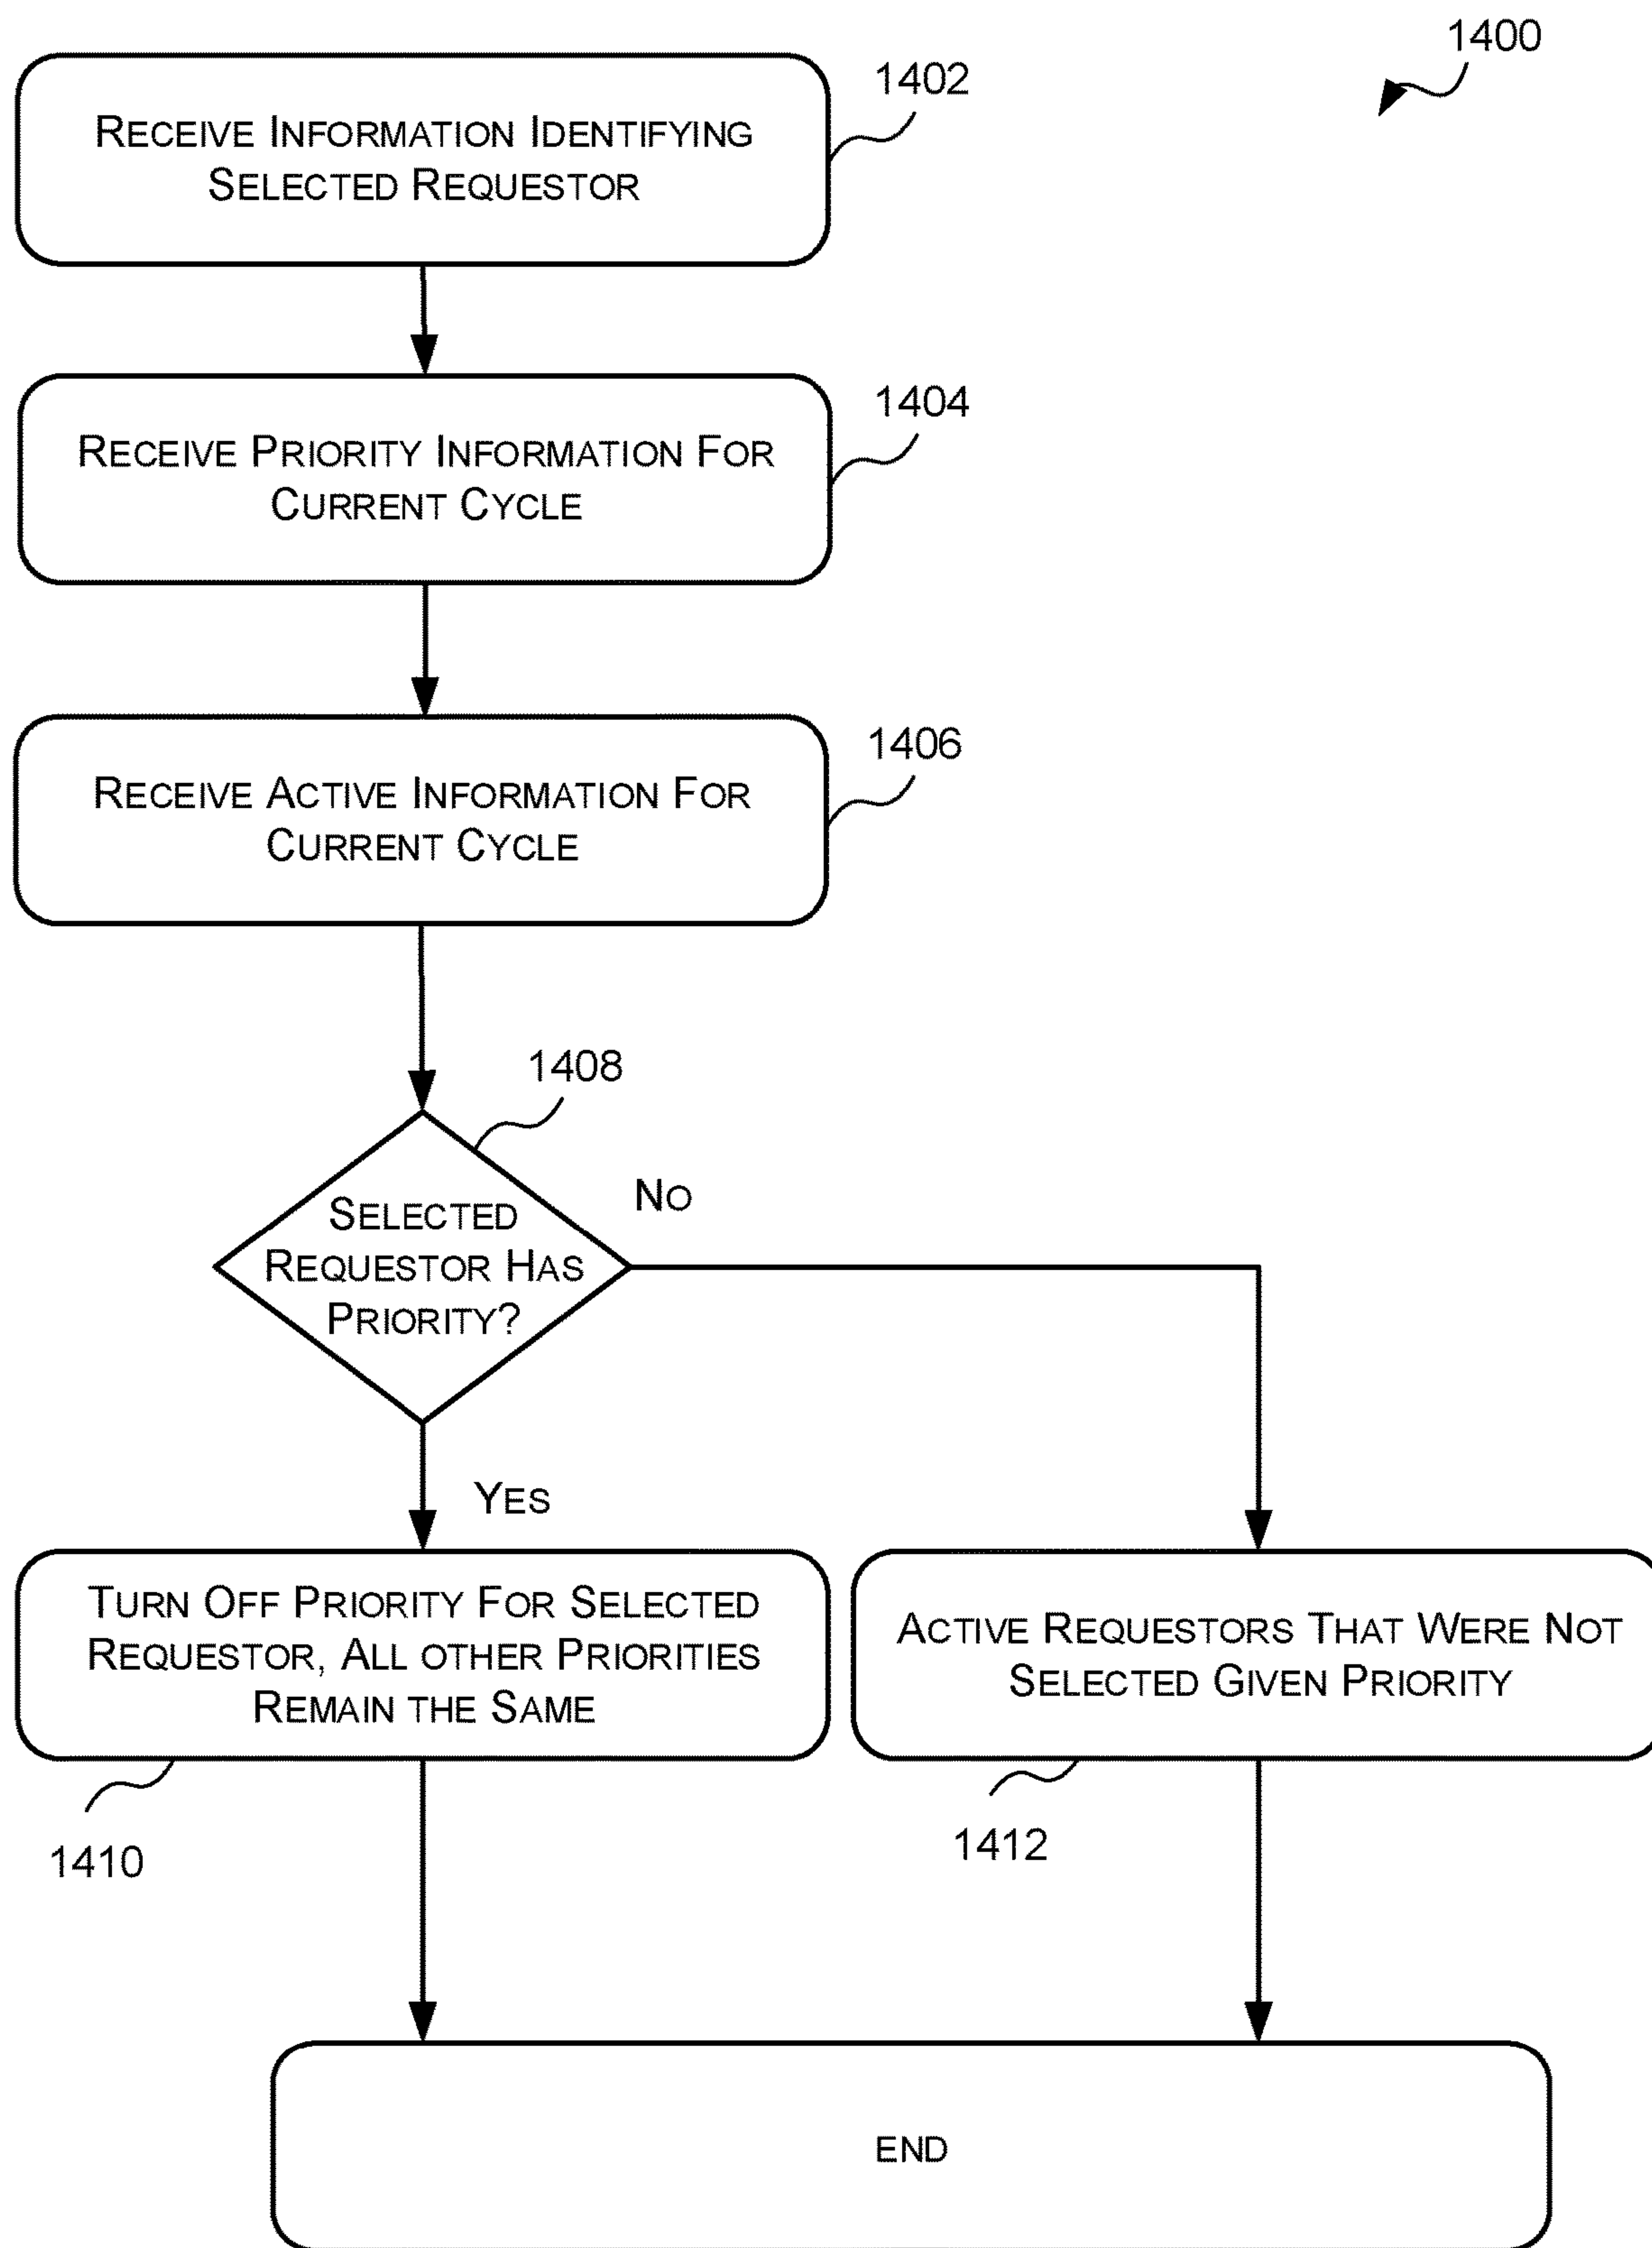 1400
1402
Receive Information Identifying
Selected Requestor
1404
Receive Priority Information For
Current Cycle
1406
Receive Active Information For
Current Cycle
1408
Selected
Requestor Has
Priority?
No
Yes
Turn Off Priority For Selected
Requestor, All other Priorities
Remain the Same
1410
Active Requestors That Were Not
Selected Given Priority
1412
end